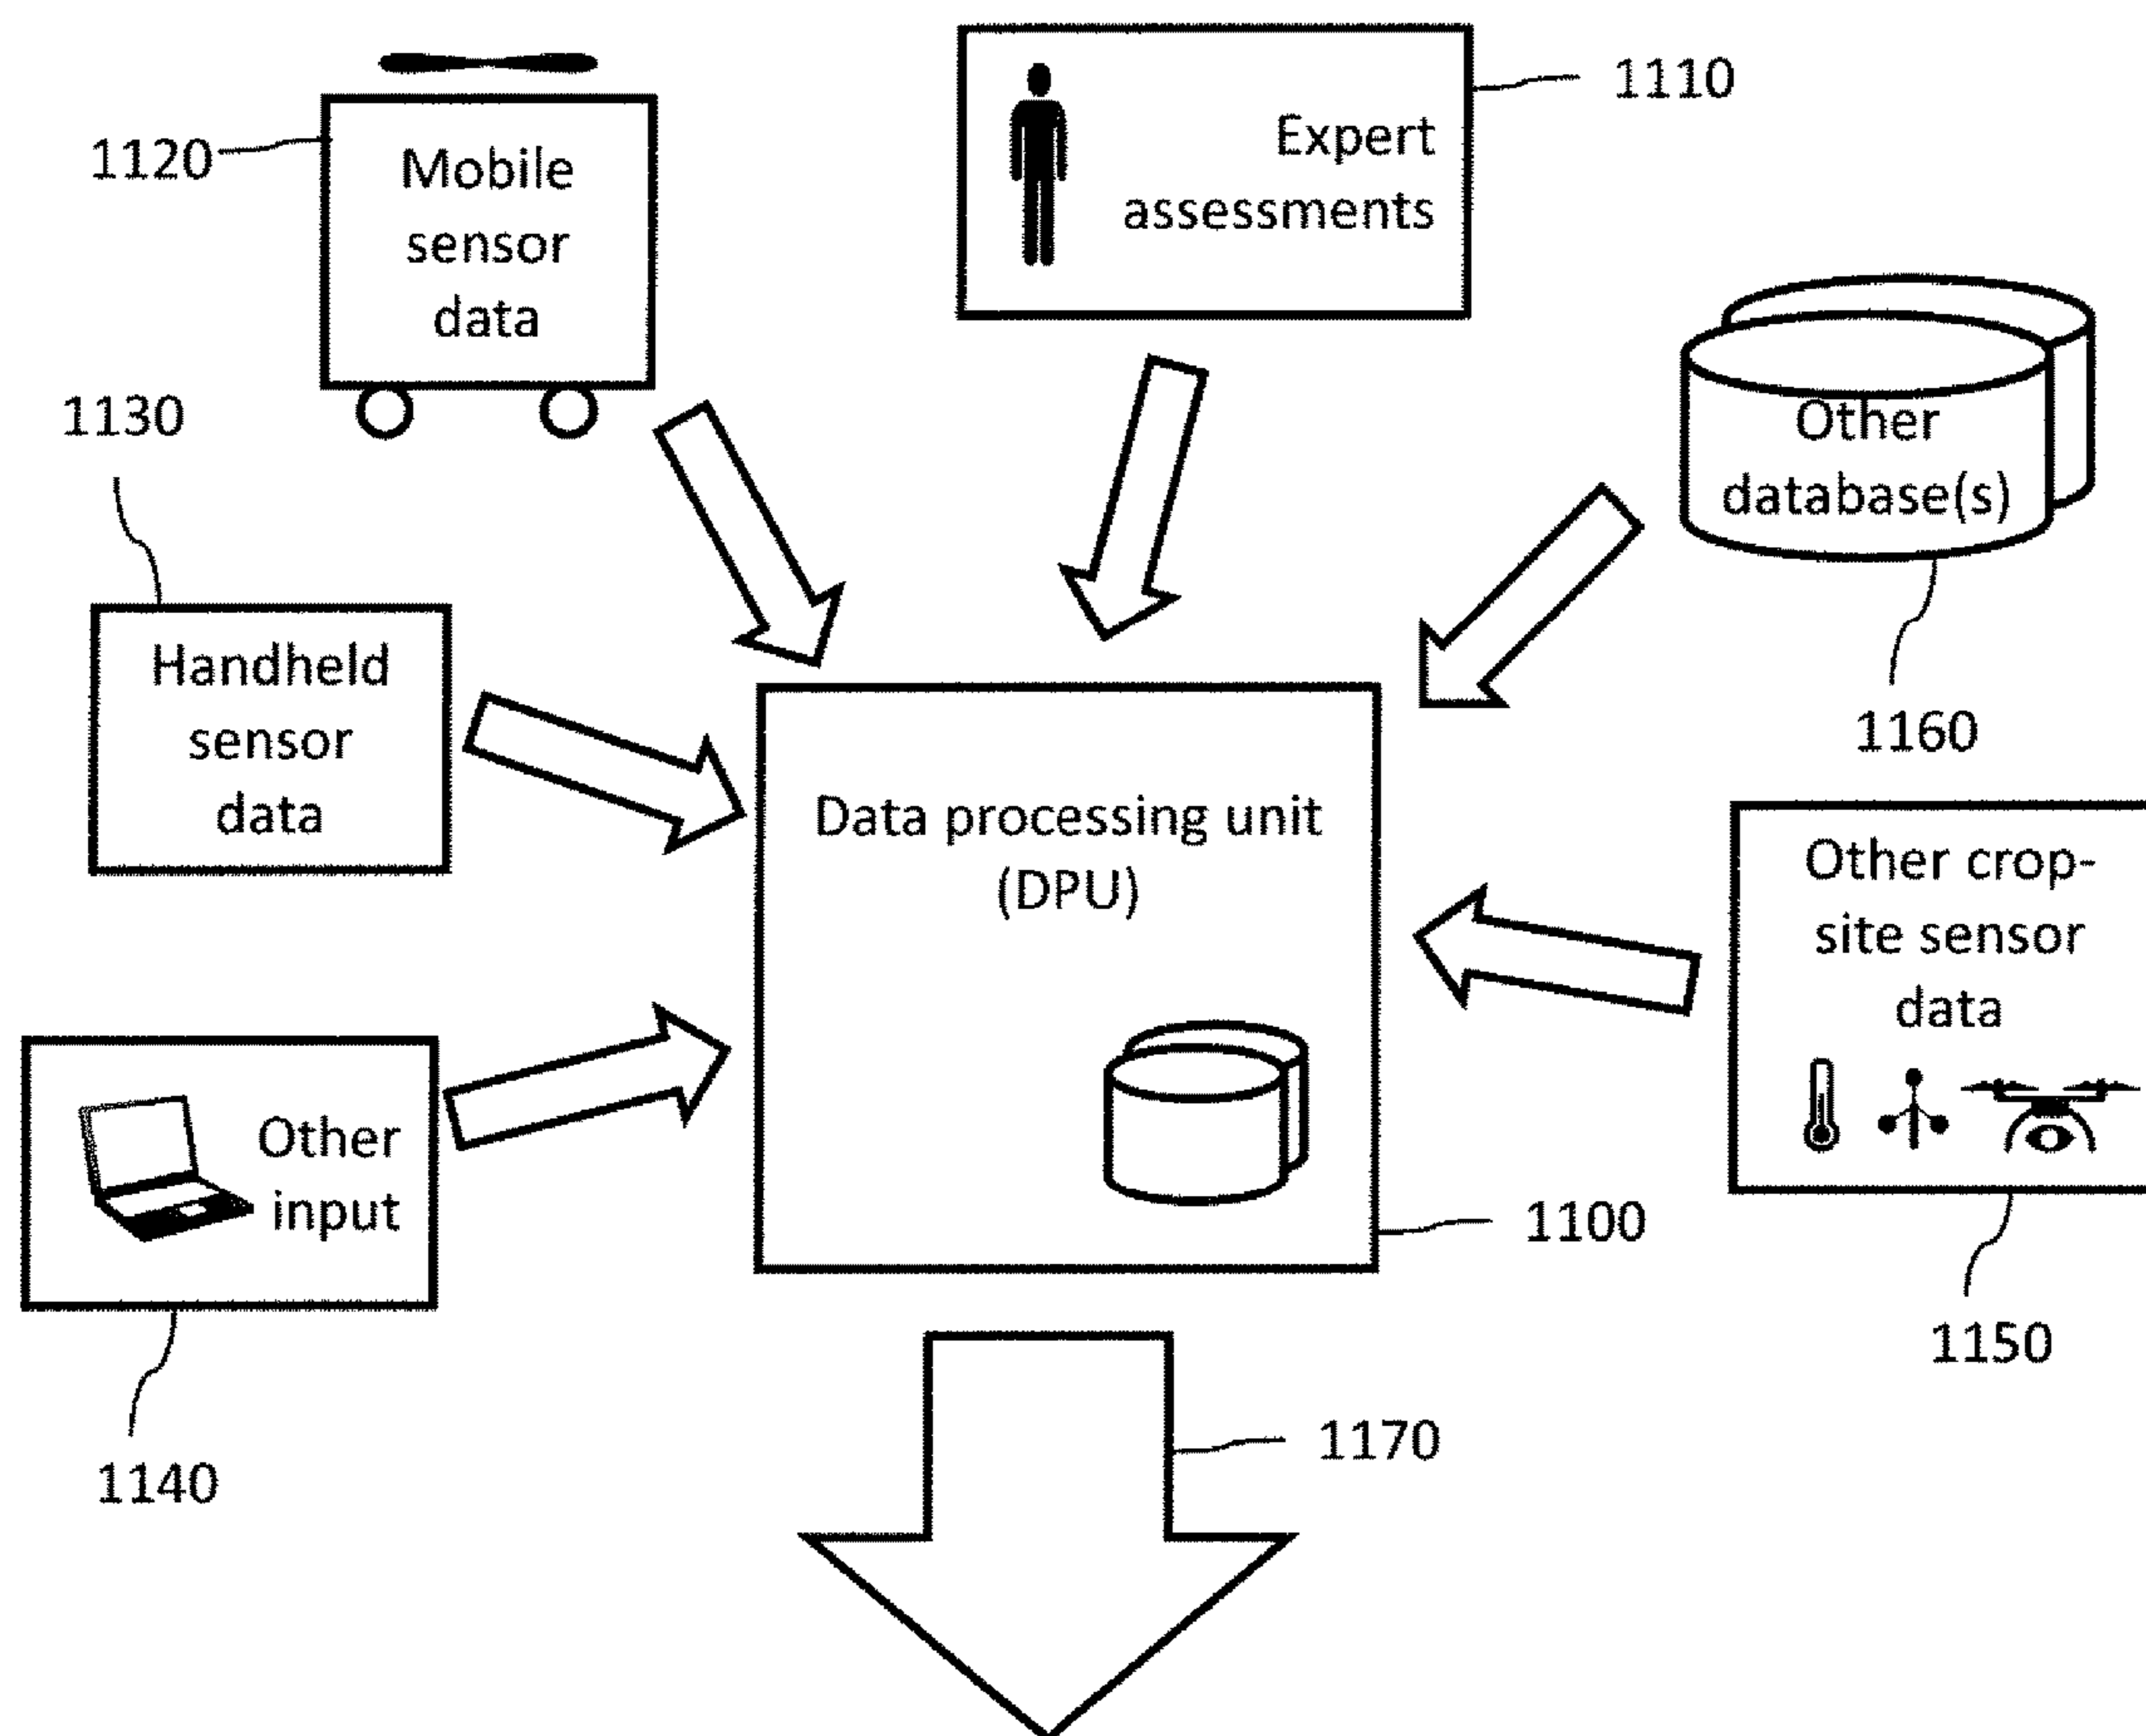 1110
Expert
assessments
1120
Mobile
sensor
data
1130
Handheld
sensor
data
Other
database(s)
1160
Data processing unit
(DPU)
1100
Other crop-
site sensor
data
1150
Other
input
1140
1170